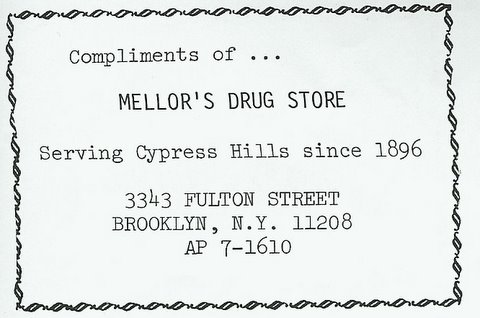 Compliments of ...
MELLOR'S DRUG STORE
Serving Cypress Hills since 1896
3343 FULTON STREET
BROOKLYN, N.Y. 11208
AP 7-1610